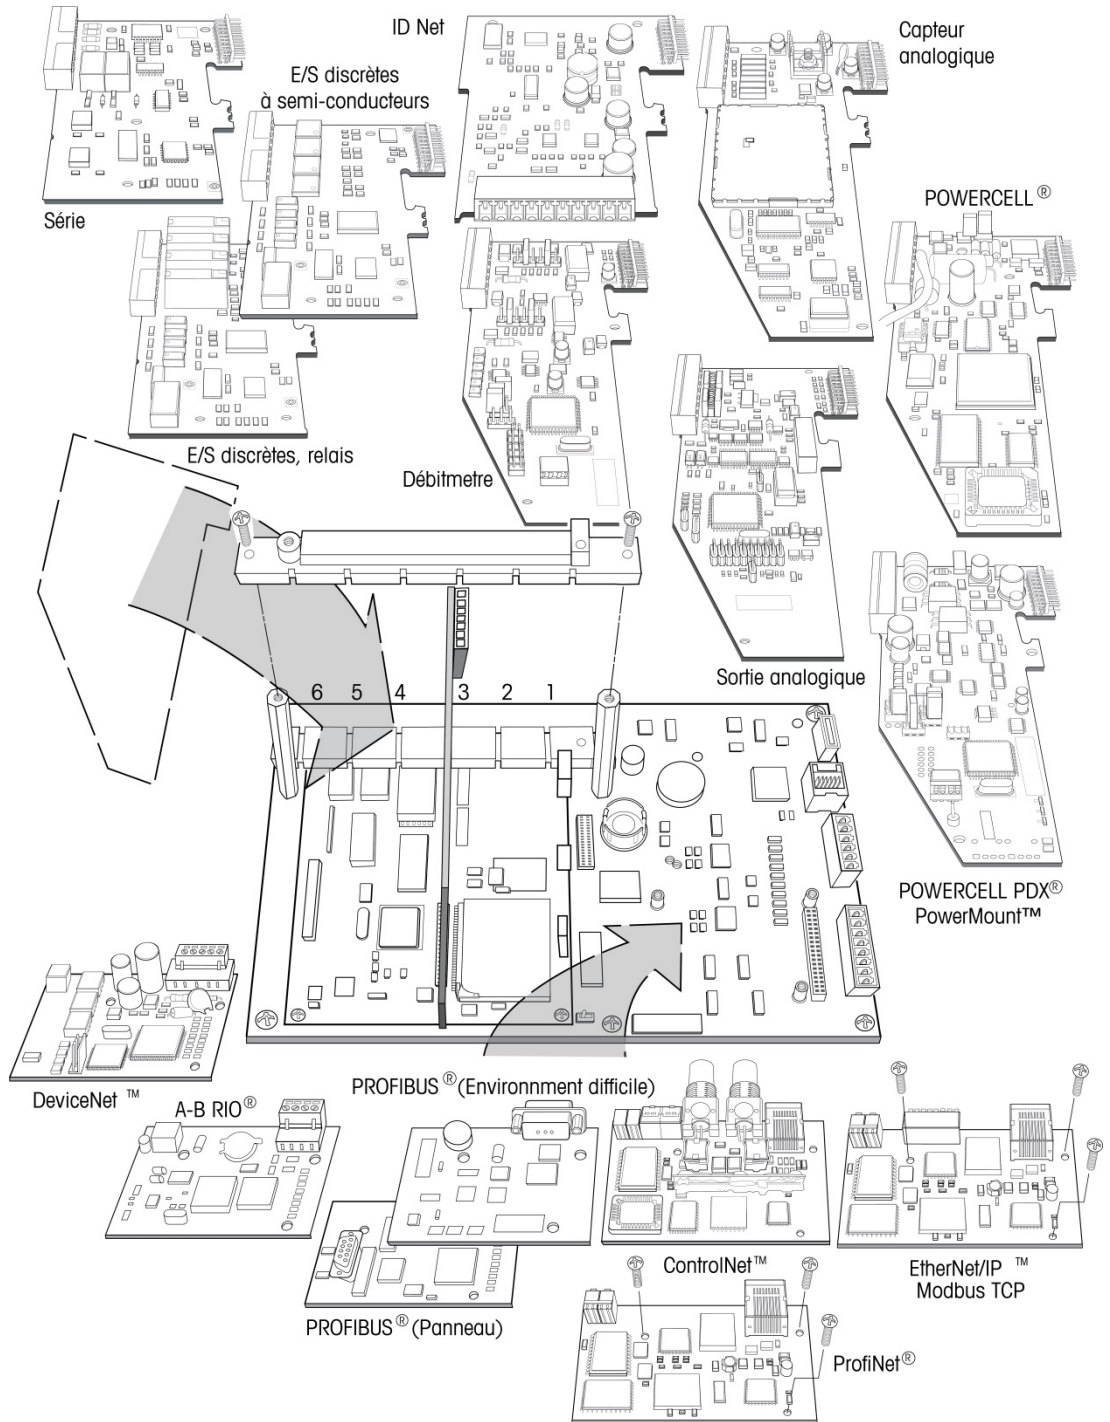 ID Net
Capteur
analogique
E/S discrètes
à semi-conducteurs
POWERCELL ®
Série
E/S discrètes, relais
Débitmetre
Sortie analogique
6 5 4 3 2 1
POWERCELL PDX®
PowerMount™
DeviceNet ™
A-B RIO®
PROFIBUS ® (Environnment difficile)
ControlNet™
EtherNet/IP ™
Modbus TCP
PROFIBUS ® (Panneau)
ProfiNet®